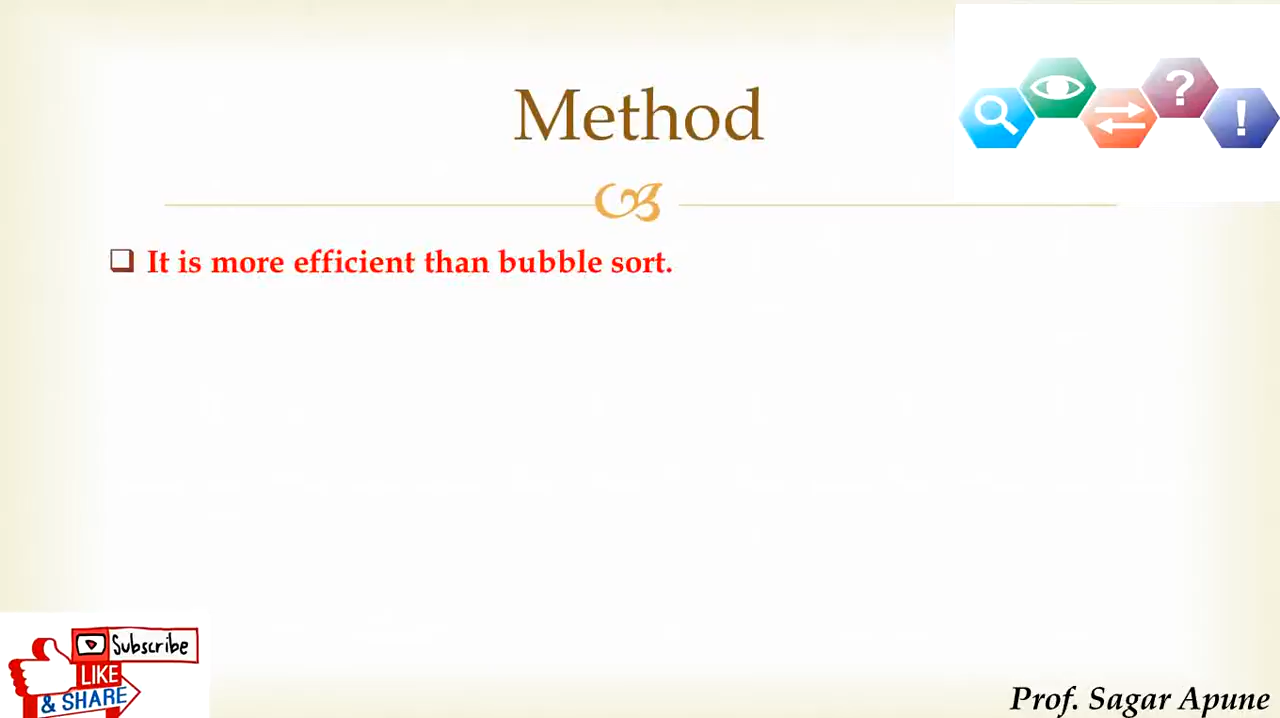 Method
It is more efficient than bubble sort.
Subscribe
LIKE
& SHARE
Prof. Sagar Apune